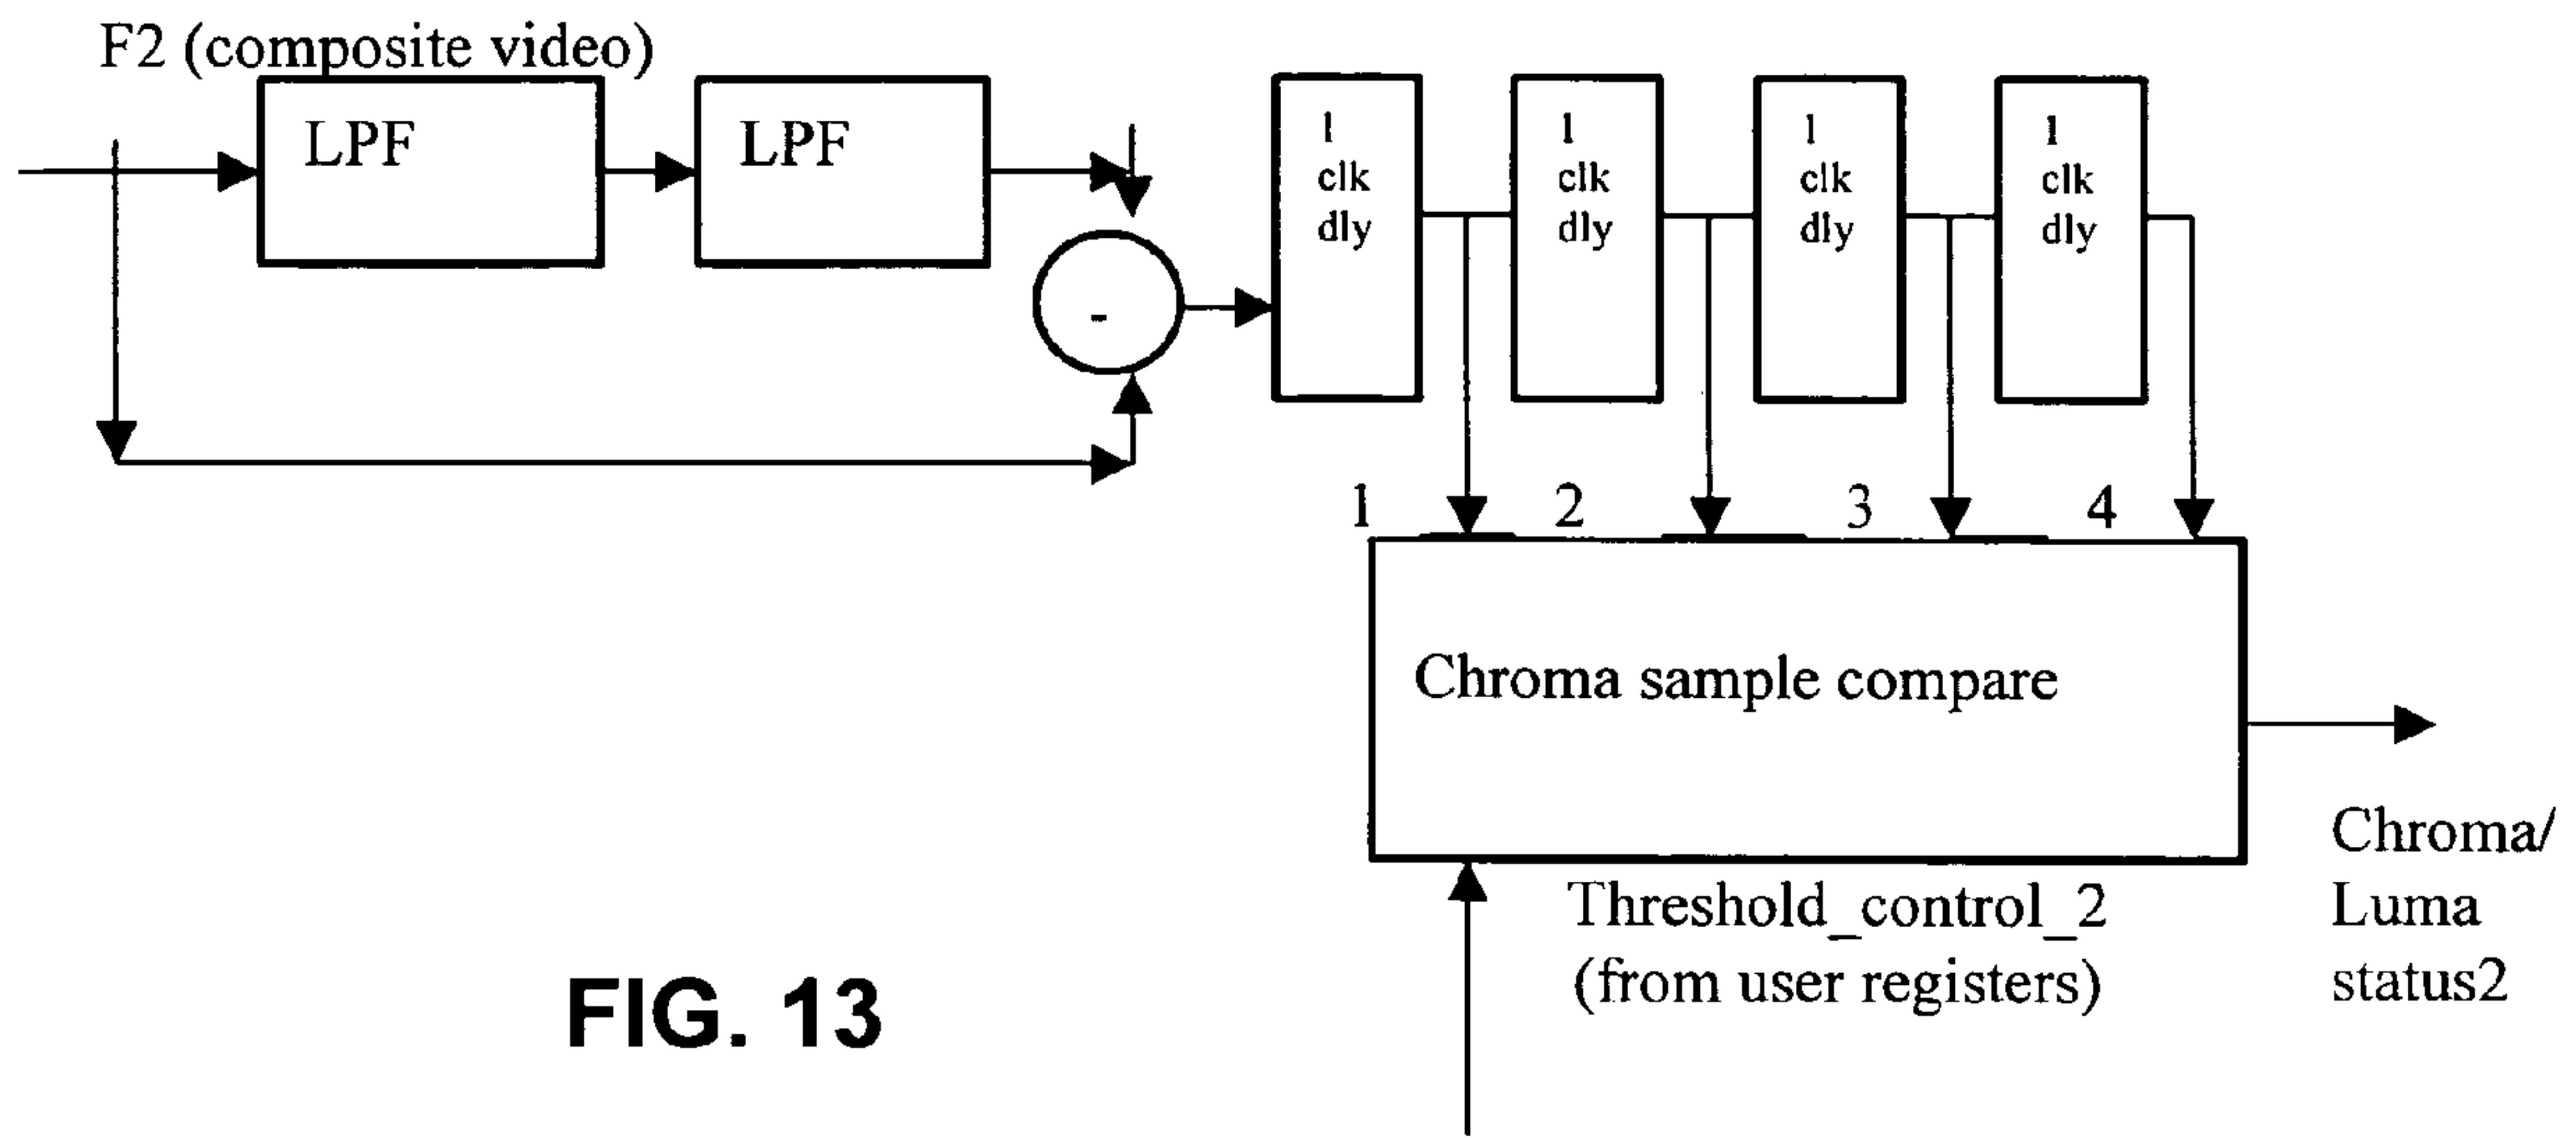 F2 (composite video)
LPF
LPF
-
1
clk
dly
1
clk
dly
1
clk
dly
1
clk
dly
1
2
3
4
Chroma sample compare
Threshold_control_2
(from user registers)
Chroma/
Luma
status2
FIG. 13